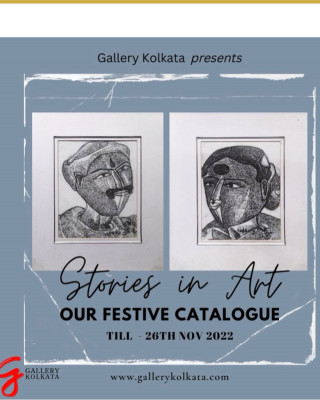 Gallery Kolkata presents
Stories in Art
OUR FESTIVE CATALOGUE
TILL - 26TH NOV 2022
GALLERY
KOLKATA
www.gallerykolkata.com